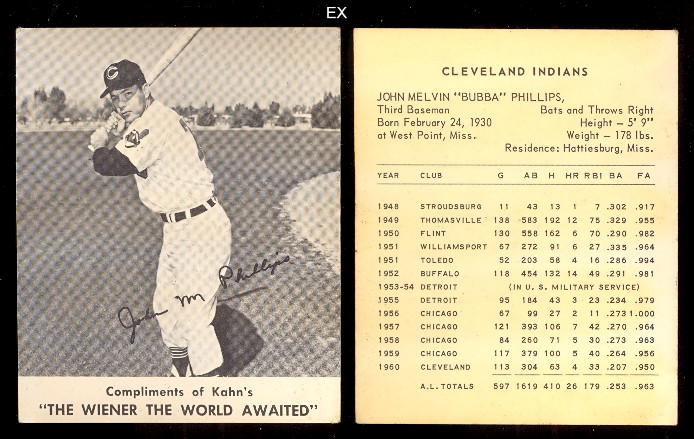 EX
C
John M Phillips
Compliments of Kahn's
"THE WIENER THE WORLD AWAITED"
CLEVELAND INDIANS
JOHN MELVIN "BUBBA" PHILLIPS,
Third Baseman Bats and Throws Right
Born February 24, 1930 Height – 5' 9"
at West Point, Miss. Weight – 178 lbs.
Residence: Hattiesburg, Miss.
YEAR CLUB G AB H HR RBI BA FA
1948 STROUDSBURG 11 43 13 1 7 .302 .917
1949 THOMASVILLE 138 583 192 12 75 .329 .955
1950 FLINT 130 558 162 6 70 .290 .982
1951 WILLIAMSPORT 67 272 91 6 27 .335 .964
1951 TOLEDO 52 203 58 4 16 .286 .994
1952 BUFFALO 118 454 132 14 49 .291 .981
1953-54 DETROIT (IN U. S. MILITARY SERVICE)
1955 DETROIT 95 184 43 3 23 .234 .979
1956 CHICAGO 67 99 27 2 11 .273 1.000
1957 CHICAGO 121 393 106 7 42 .270 .964
1958 CHICAGO 84 260 71 5 30 .273 .963
1959 CHICAGO 117 379 100 5 40 .264 .956
1960 CLEVELAND 113 304 63 4 33 .207 .950
A.L. TOTALS 597 1619 410 26 179 .253 .963